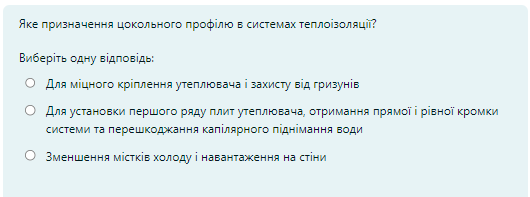 Яке призначення цокольного профілю в системах теплоізоляції?
Виберіть одну відповідь:
Для міцного кріплення утеплювача і захисту від гризунів
Для установки першого ряду плит утеплювача, отримання прямої і рівної кромки
системи та перешкоджання капілярного піднімання води
Зменшення містків холоду і навантаження на стіни